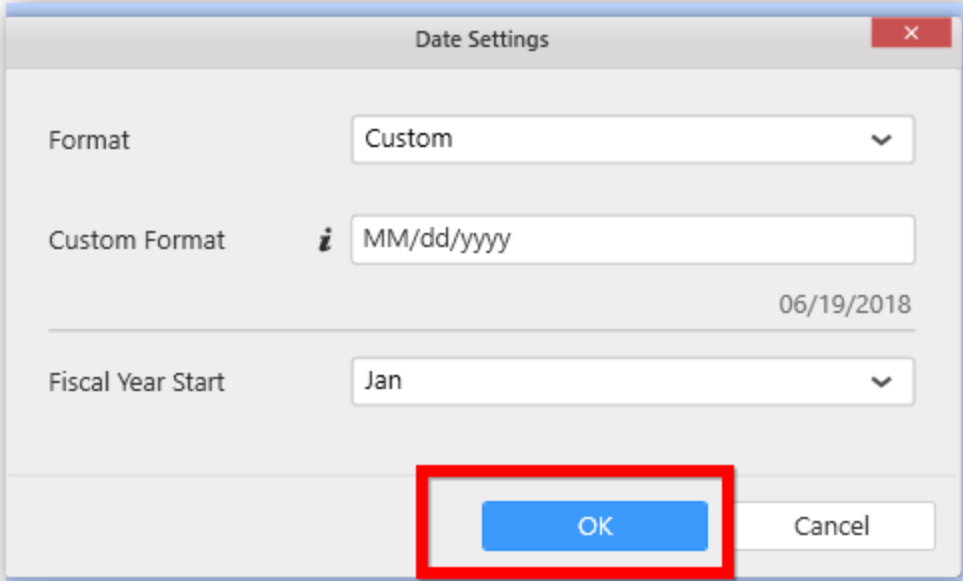 Date Settings
Format Custom
Custom Format i MM/dd/yyyy
06/19/2018
Fiscal Year Start Jan
OK Cancel